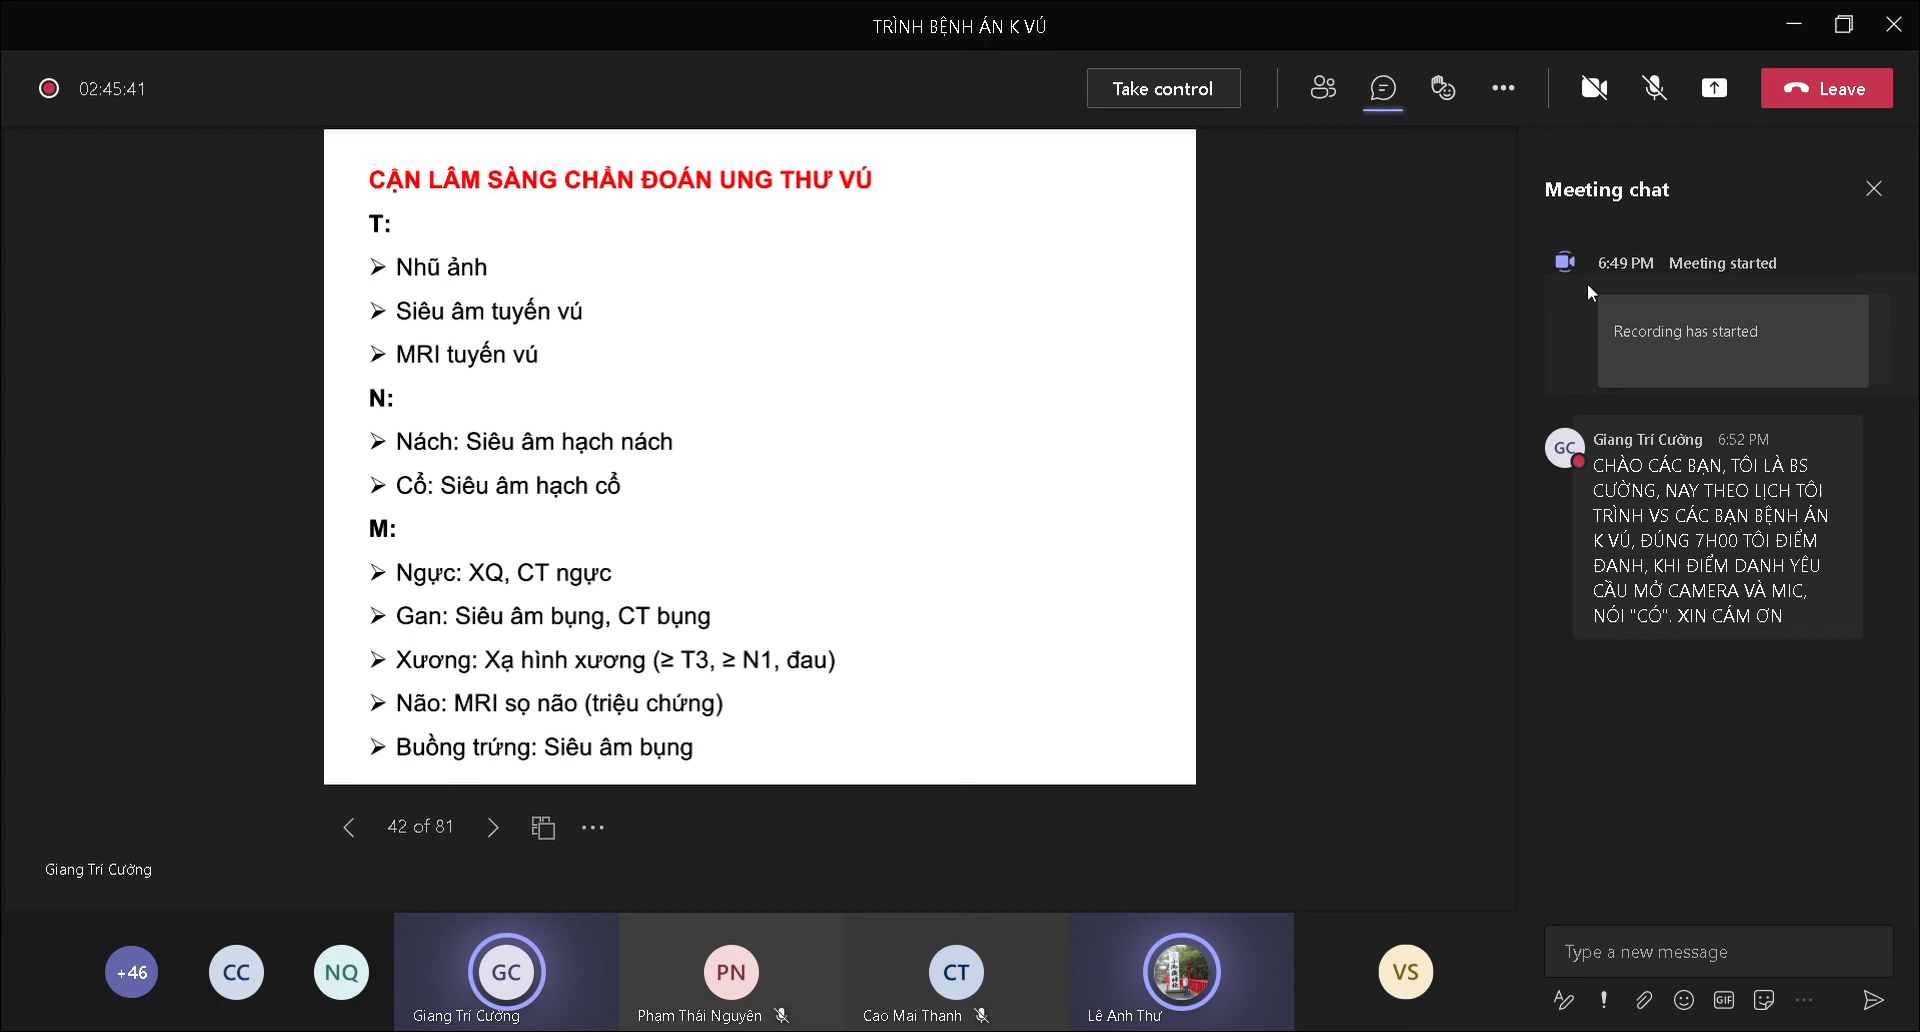 TRÌNH BỆNH ÁN K VÚ
02:45:41
Take control
Leave
CẬN LÂM SÀNG CHẨN ĐOÁN UNG THƯ VÚ
T:
➢ Nhũ ảnh
➢ Siêu âm tuyến vú
➢ MRI tuyến vú
N:
➢ Nách: Siêu âm hạch nách
➢ Cổ: Siêu âm hạch cổ
M:
➢ Ngực: XQ, CT ngực
➢ Gan: Siêu âm bụng, CT bụng
➢ Xương: Xạ hình xương (≥ T3, ≥ N1, đau)
➢ Não: MRI sọ não (triệu chứng)
➢ Buồng trứng: Siêu âm bụng
42 of 81
Giang Trí Cường
Meeting chat
6:49 PM Meeting started
Recording has started
GC
Giang Trí Cường 6:52 PM
CHÀO CÁC BẠN, TÔI LÀ BS
CƯỜNG, NAY THEO LỊCH TÔI
TRÌNH VS CÁC BẠN BỆNH ÁN
K VÚ, ĐÚNG 7H00 TÔI ĐIỂM
ĐANH, KHI ĐIỂM DANH YÊU
CẦU MỞ CAMERA VÀ MIC,
NÓI "CÓ". XIN CÁM ƠN
+46
CC
NQ
GC
Giang Trí Cường
PN
Phạm Thái Nguyên
CT
Cao Mai Thanh
Lê Anh Thư
VS
Type a new message
GIF